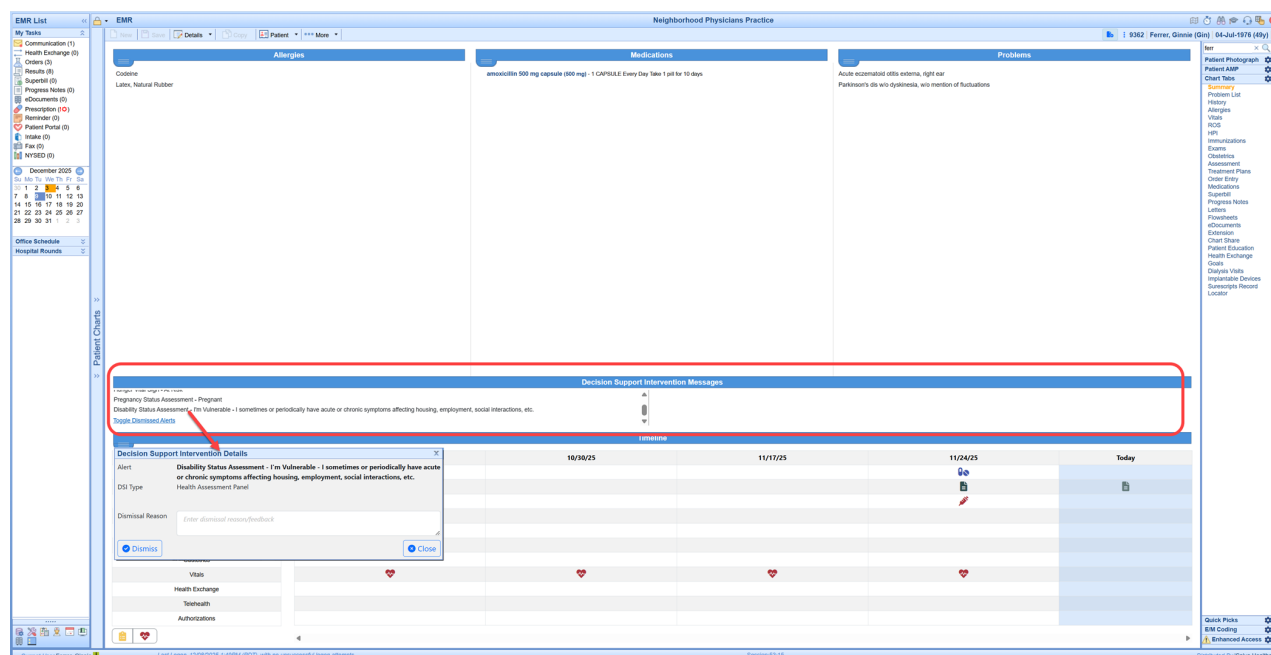 EMR List
EMR
Neighborhood Physicians Practice
My Tasks
Communication (1)
Health Exchange (0)
Orders (3)
Results (8)
Superbill (0)
Progress Notes (0)
eDocuments (0)
Prescription
Reminder (0)
Patient Portal (0)
Intake (0)
Fax (0)
NYSED (0)
December 2025
Su Mo Tu We Th Fr Sa
30 1 2 3 4 5 6
7 8 9 10 11 12 13
14 15 16 17 18 19 20
21 22 23 24 25 26 27
28 29 30 31 1 2 3
Office Schedule
Hospital Rounds
Patient Charts
New
Save
Details
Copy
Patient
More
9362 Ferrer, Ginnie (Gin) 04-Jul-1976 (49y)
Allergies
Codeine
Latex, Natural Rubber
Medications
amoxicillin 500 mg capsule (500 mg) - 1 CAPSULE Every Day Take 1 pill for 10 days
Problems
Acute eczematoid otitis externa, right ear
Parkinson's dis w/o dyskinesia, w/o mention of fluctuations
Decision Support Intervention Messages
Pregnancy Status Assessment - Pregnant
Disability Status Assessment - I'm Vulnerable - I sometimes or periodically have acute or chronic symptoms affecting housing, employment, social interactions, etc.
Toggle Dismissed Alerts
Timeline
10/30/25 11/17/25 11/24/25 Today
Decision Support Intervention Details
X
Alert
Disability Status Assessment - I'm Vulnerable - I sometimes or periodically have acute
or chronic symptoms affecting housing, employment, social interactions, etc.
DSI Type
Health Assessment Panel
Dismissal Reason
Enter dismissal reason/feedback
Dismiss
Close
Vitals
Health Exchange
Telehealth
Authorizations
ferr
Patient Photograph
Patient AMP
Chart Tabs
Summary
Problem List
History
Allergies
Vitals
ROS
HPI
Immunizations
Exams
Obstetrics
Assessment
Treatment Plans
Order Entry
Medications
Superbill
Progress Notes
Letters
Flowsheets
eDocuments
Extension
Chart Share
Patient Education
Health Exchange
Goals
Dialysis Visits
Implantable Devices
Surescripts Record
Locator
Quick Picks
E/M Coding
Enhanced Access